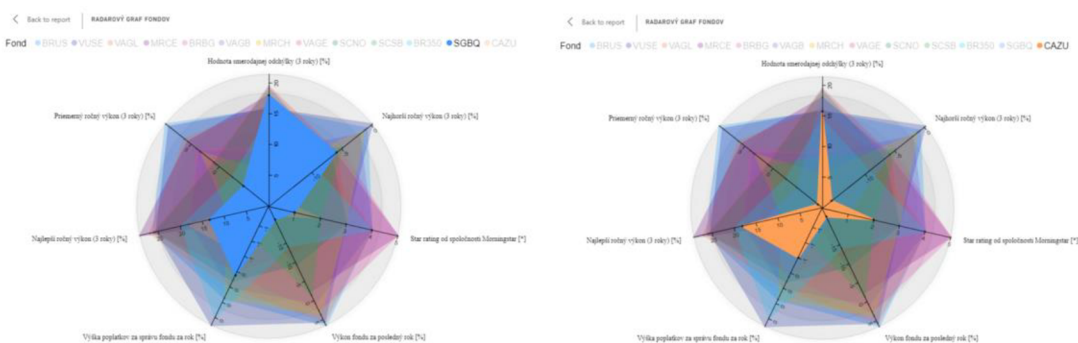 Back to report RADAROVÝ GRAF FONDOV
Fond BRUS VUSE VAGL MRCE BRBG VAGB MRCH VAGE SCNO SCSB BR350 SGBQ CAZU
Hodnota smerodajnej odchýlky (3 roky) [%]
Priemerný ročný výkon (3 roky) [%]
Najhorší ročný výkon (3 roky) [%]
Najlepší ročný výkon (3 roky) [%]
Star rating od spoločnosti Morningstar [*]
Výška poplatkov za správu fondu za rok [%]
Výkon fondu za posledný rok [%]
Back to report RADAROVÝ GRAF FONDOV
Fond BRUS VUSE VAGL MRCE BRBG VAGB MRCH VAGE SCNO SCSB BR350 SGBQ CAZU
Hodnota smerodajnej odchýlky (3 roky) [%]
Priemerný ročný výkon (3 roky) [%]
Najhorší ročný výkon (3 roky) [%]
Najlepší ročný výkon (3 roky) [%]
Star rating od spoločnosti Morningstar [*]
Výška poplatkov za správu fondu za rok [%]
Výkon fondu za posledný rok [%]